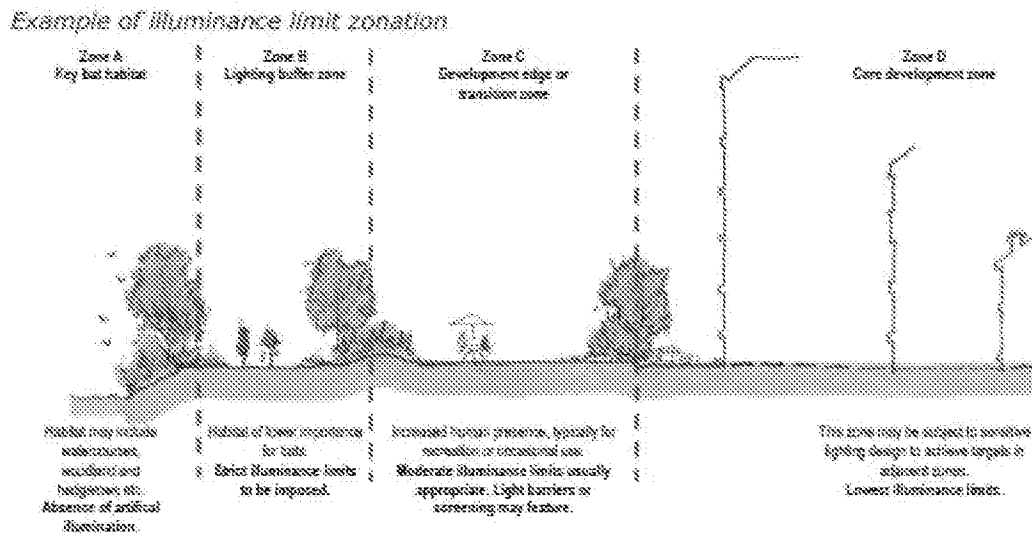 Example of illuminance limit zonation
Zone A
Key bat habitat
Zone B
Lighting buffer zone
Zone C
Development edge or
transition zone
Zone D
Core development zone
Habitat may include
watercourses,
woodland and
hedgerows etc.
Absence of artificial
illumination.
Habitat of lower importance
for bats.
Strict illuminance limits
to be imposed.
Increased human presence, typically for
recreation or occasional use.
Moderate illuminance limits usually
appropriate. Light barriers or
screening may feature.
This zone may be subject to sensitive
lighting design to achieve targets in
adjacent zones.
Lowest illuminance limits.